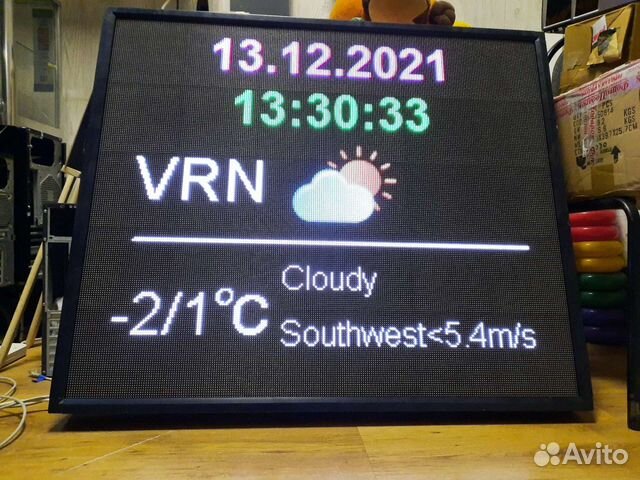 13.12.2021
13:30:33
VRN
Cloudy
-2/1°C
Southwest<5.4m/s
Avito